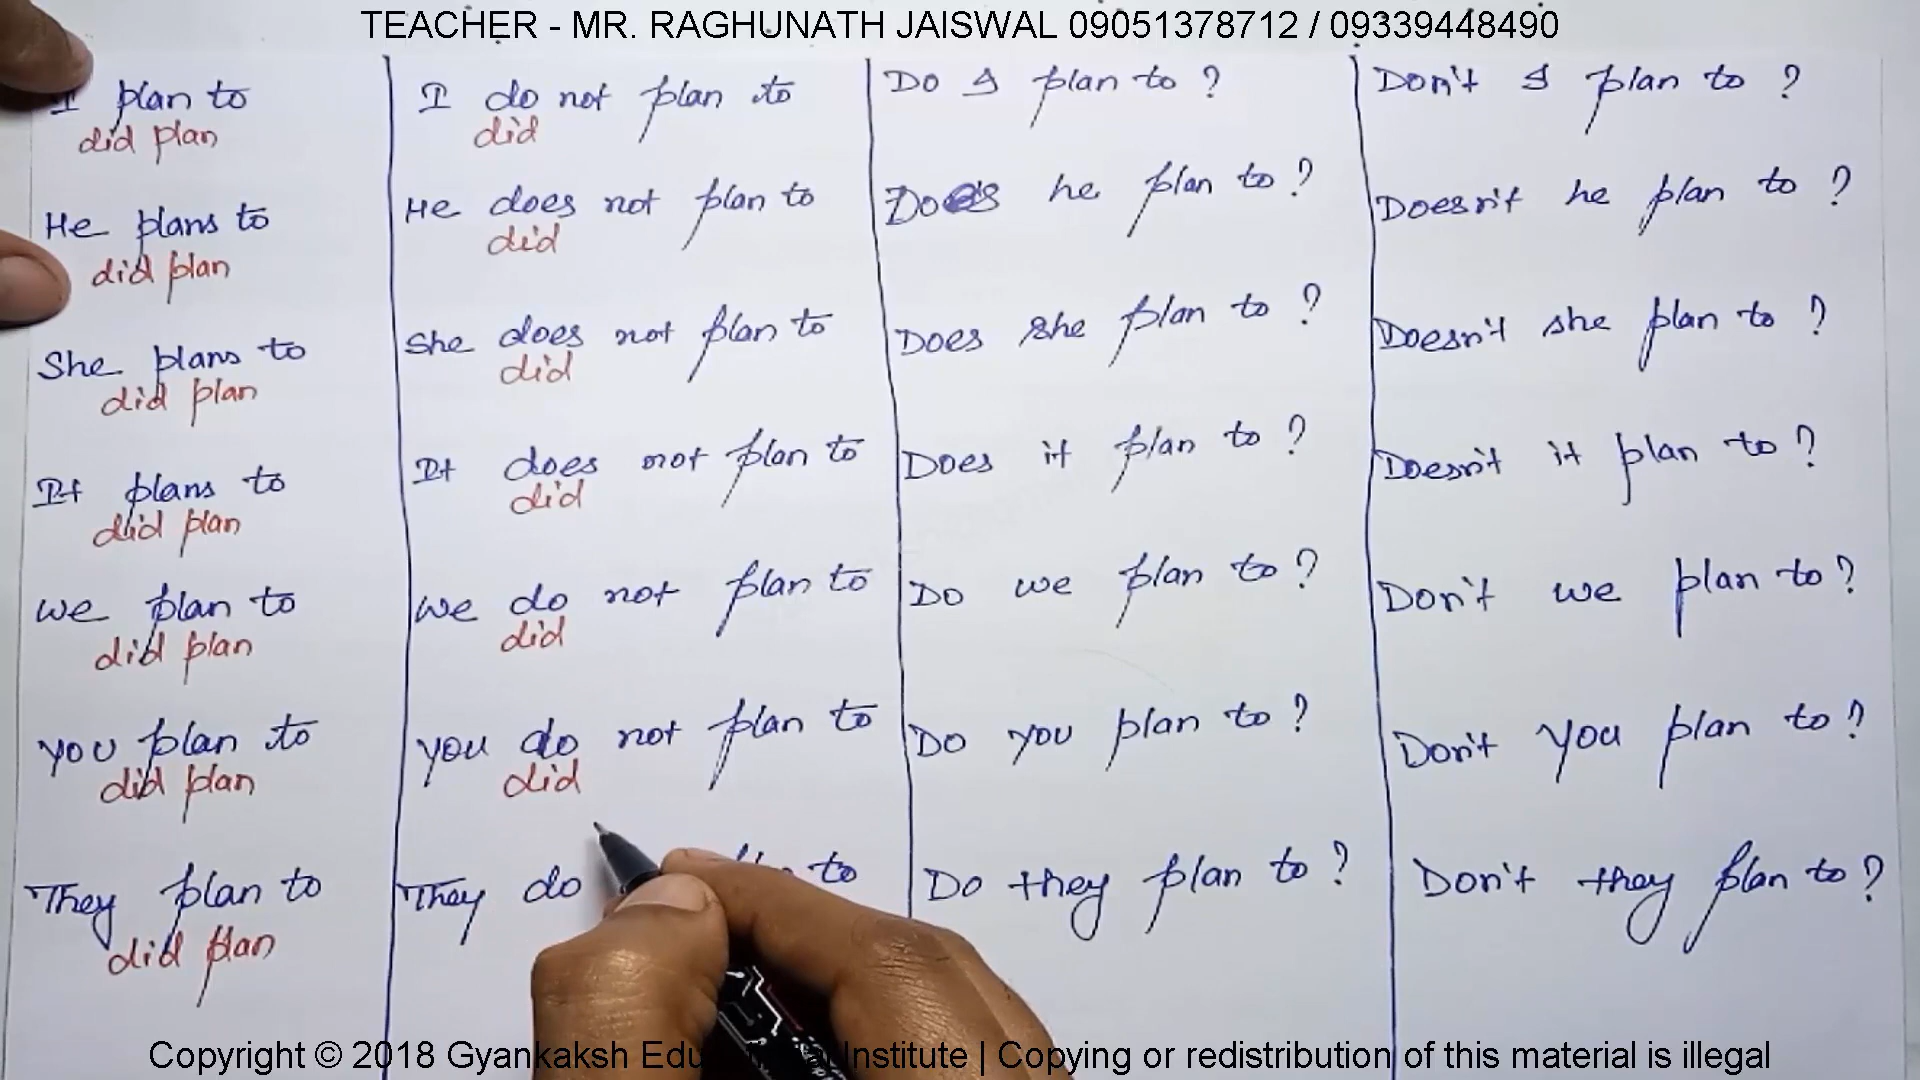 TEACHER - MR. RAGHUNATH JAISWAL 09051378712 / 09339448490
I plan to
did plan
He plans to
did plan
She plans to
did plan
It plans to
did plan
We plan to
did plan
You plan to
did plan
They plan to
did plan
I do not plan to
did
He does not plan to
did
She does not plan to
did
It does not plan to
did
We do not plan to
did
You do not plan to
did
They do to
Do I plan to ?
Does he plan to ?
Does she plan to ?
Does it plan to ?
Do we plan to ?
Do you plan to ?
Do they plan to ?
Don't I plan to ?
Doesn't he plan to ?
Doesn't she plan to ?
Doesn't it plan to ?
Don't we plan to ?
Don't you plan to ?
Don't they plan to ?
Copyright © 2018 Gyankaksh Institute | Copying or redistribution of this material is illegal